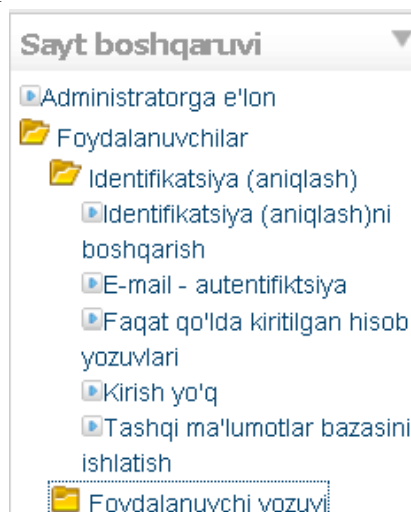 Sayt boshqaruvi
Administratorga e'lon
Foydalanuvchilar
Identifikatsiya (aniqlash)
Identifikatsiya (aniqlash)ni
boshqarish
E-mail - autentifiktsiya
Faqat qo'lda kiritilgan hisob
yozuvlari
Kirish yo'q
Tashqi ma'lumotlar bazasini
ishlatish
Foydalanuvchi yozuvi